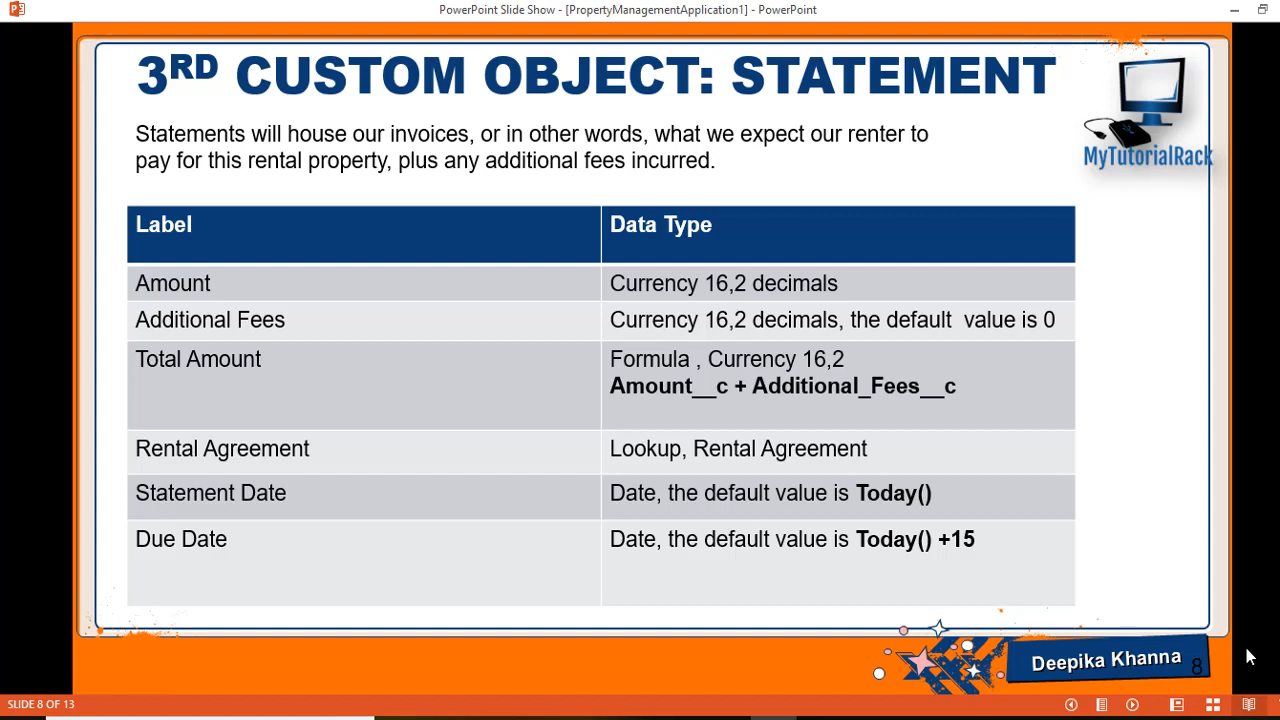 PowerPoint Slide Show - [PropertyManagementApplication1] - PowerPoint
3RD CUSTOM OBJECT: STATEMENT
Statements will house our invoices, or in other words, what we expect our renter to
pay for this rental property, plus any additional fees incurred.
MyTutorialRack
Label Data Type
Amount Currency 16,2 decimals
Additional Fees Currency 16,2 decimals, the default  value is 0
Total Amount Formula , Currency 16,2
Amount__c + Additional_Fees__c
Rental Agreement Lookup, Rental Agreement
Statement Date Date, the default value is Today()
Due Date Date, the default value is Today() +15
Deepika Khanna 8
SLIDE 8 OF 13